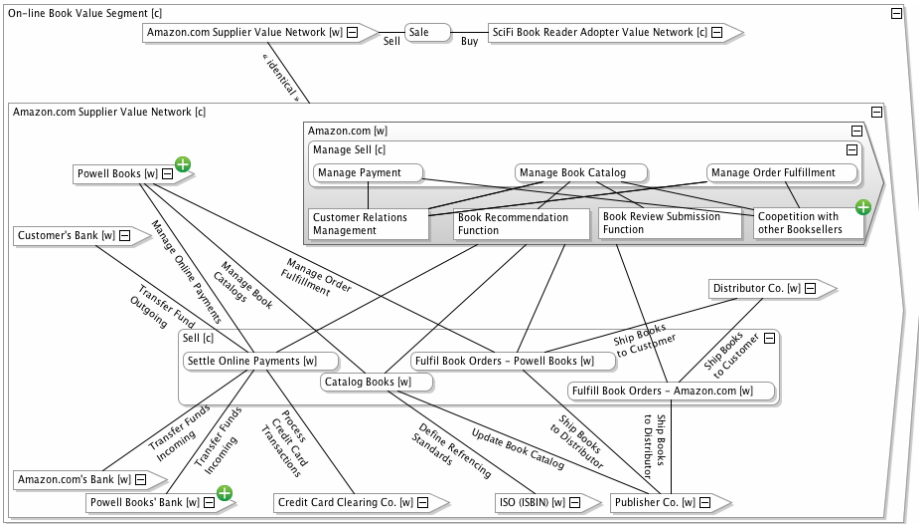 On-line Book Value Segment [c]
Amazon.com Supplier Value Network [w]
Sell
Sale
Buy
SciFi Book Reader Adopter Value Network [c]
« identical »
Amazon.com Supplier Value Network [c]
Amazon.com [w]
Manage Sell [c]
Manage Payment
Manage Book Catalog
Manage Order Fulfillment
Powell Books [w]
Customer Relations
Management
Book Recommendation
Function
Book Review Submission
Function
Coopetition with
other Booksellers
Customer's Bank [w]
Manage Online Payments
Manage Book
Catalogs
Manage Order
Fulfillment
Transfer Fund
Outgoing
Distributor Co. [w]
Sell [c]
Ship Books
to Customer
Ship Books
to Customer
Settle Online Payments [w]
Catalog Books [w]
Fulfil Book Orders - Powell Books [w]
Fulfill Book Orders - Amazon.com [w]
Transfer Funds
Incoming
Transfer Funds
Incoming
Process
Credit Card
Transactions
Define Refrencing
Standards
Update Book Catalog
Ship Books
to Distributor
Ship Books
to Distributor
Amazon.com's Bank [w]
Powell Books' Bank [w]
Credit Card Clearing Co. [w]
ISO (ISBIN) [w]
Publisher Co. [w]